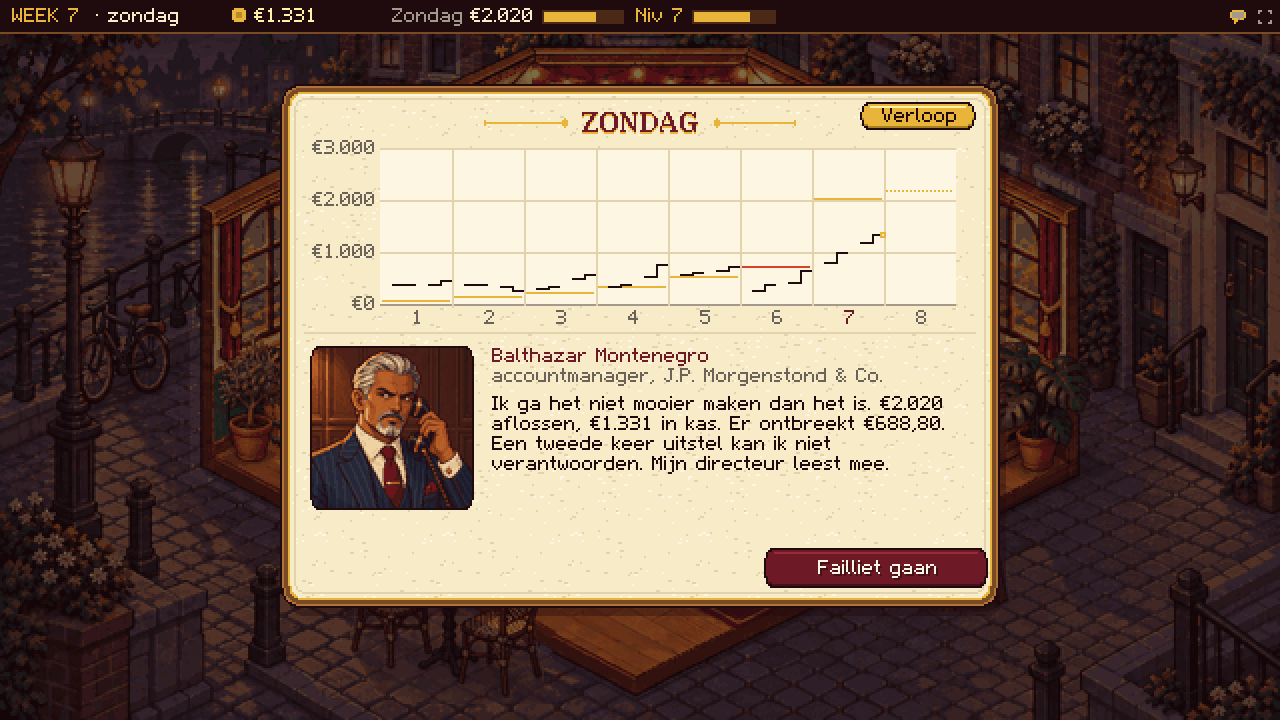 WEEK 7 · zondag €1.331 Zondag €2.020 Niv 7
ZONDAG
Verloop
€3.000
€2.000
€1.000
€0
1 2 3 4 5 6 7 8
Balthazar Montenegro
accountmanager, J.P. Morgenstond & Co.
Ik ga het niet mooier maken dan het is. €2.020
aflossen, €1.331 in kas. Er ontbreekt €688,80.
Een tweede keer uitstel kan ik niet
verantwoorden. Mijn directeur leest mee.
Failliet gaan